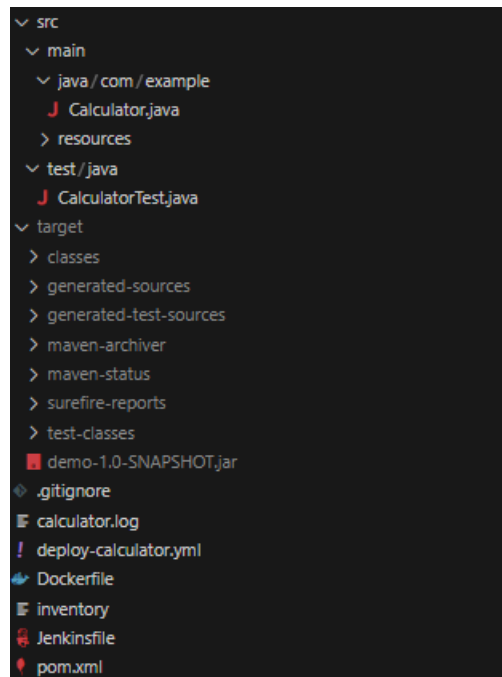 src
main
java/com/example
Calculator.java
resources
test/java
CalculatorTest.java
target
classes
generated-sources
generated-test-sources
maven-archiver
maven-status
surefire-reports
test-classes
demo-1.0-SNAPSHOT.jar
.gitignore
calculator.log
deploy-calculator.yml
Dockerfile
inventory
Jenkinsfile
pom.xml